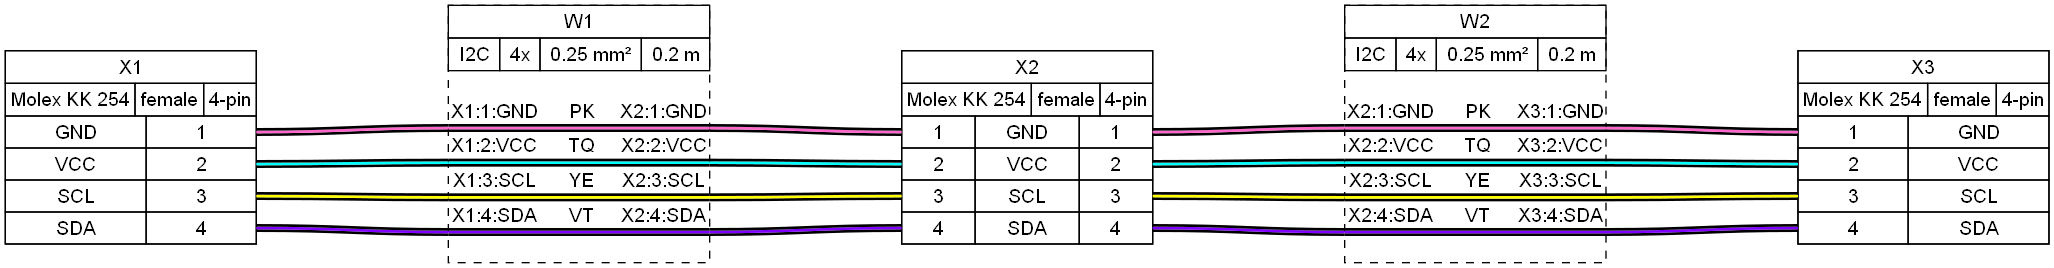 W1
I2C 4x 0.25 mm² 0.2 m
X1:1:GND PK X2:1:GND
X1:2:VCC TQ X2:2:VCC
X1:3:SCL YE X2:3:SCL
X1:4:SDA VT X2:4:SDA
W2
I2C 4x 0.25 mm² 0.2 m
X2:1:GND PK X3:1:GND
X2:2:VCC TQ X3:2:VCC
X2:3:SCL YE X3:3:SCL
X2:4:SDA VT X3:4:SDA
X1
Molex KK 254 female 4-pin
GND 1
VCC 2
SCL 3
SDA 4
X2
Molex KK 254 female 4-pin
1 GND 1
2 VCC 2
3 SCL 3
4 SDA 4
X3
Molex KK 254 female 4-pin
1 GND
2 VCC
3 SCL
4 SDA